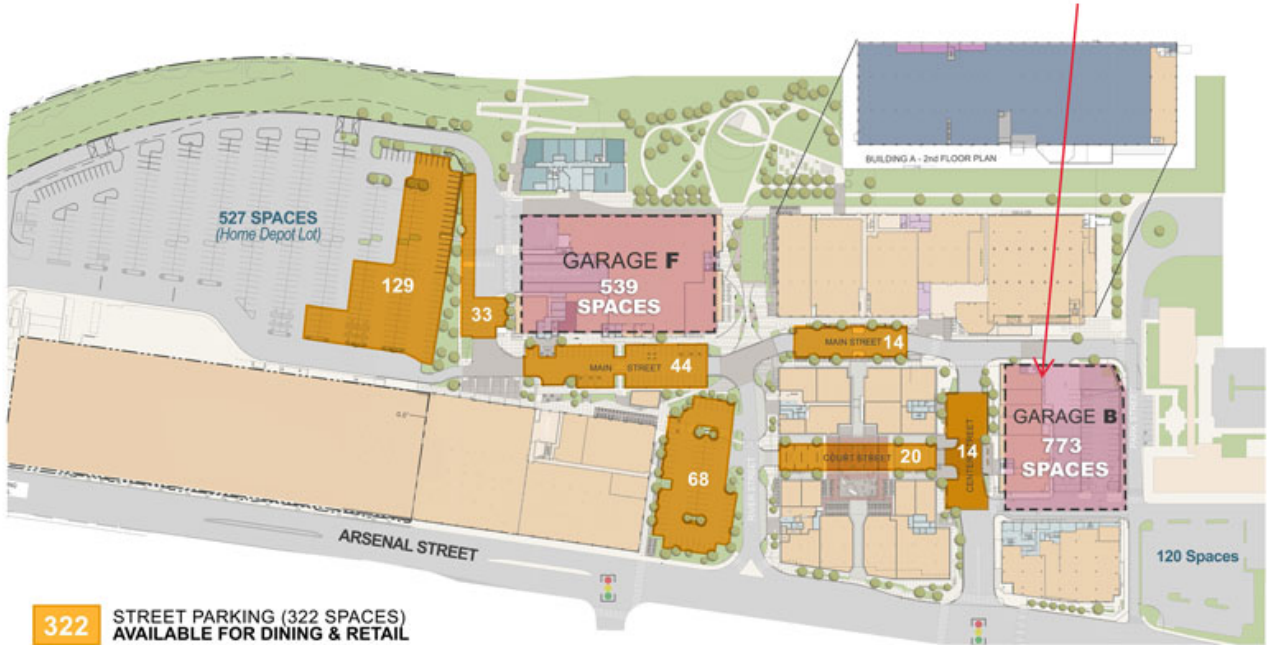 BUILDING A - 2nd FLOOR PLAN
527 SPACES
(Home Depot Lot)
129
33
GARAGE F
539
SPACES
MAIN STREET 44
MAIN STREET 14
GARAGE B
773
SPACES
COURT STREET 20
14
CENTER STREET
68
120 Spaces
ARSENAL STREET
322 STREET PARKING (322 SPACES)
AVAILABLE FOR DINING & RETAIL